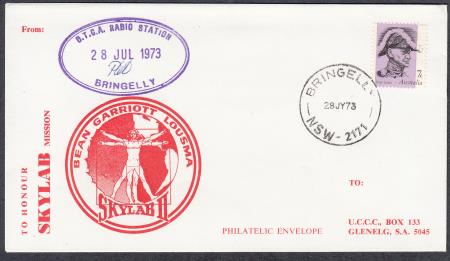 From:
O.T.C.A. RADIO STATION
28 JUL 1973
BRINGELLY
7c
Australia
BRINGELLY
28JY73
NSW-2171
TO HONOUR
SKYLAB MISSION
BEAN GARRIOTT LOUSMA
SKYLAB II
TO:
PHILATELIC ENVELOPE
U.C.C.C., BOX 133
GLENELG, S.A. 5045